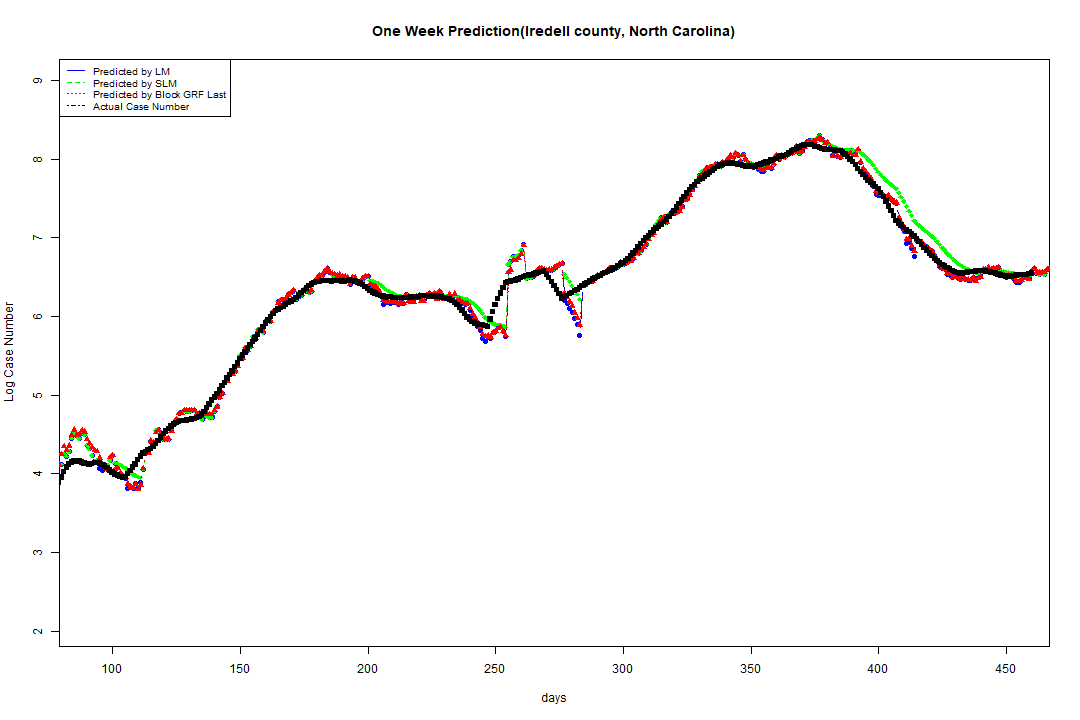 One Week Prediction(Iredell county, North Carolina)
Predicted by LM
Predicted by SLM
Predicted by Block GRF Last
Actual Case Number
Log Case Number
9
8
7
6
5
4
3
2
100 150 200 250 300 350 400 450
days